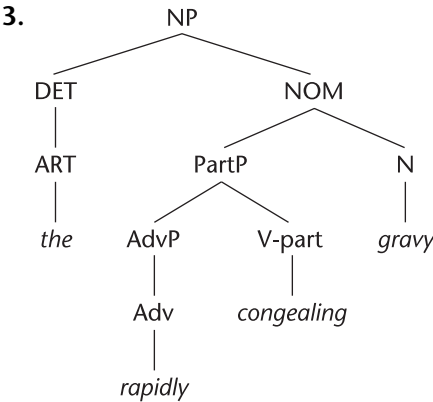 3.
NP
DET NOM
ART PartP N
the AdvP V-part gravy
Adv congealing
rapidly